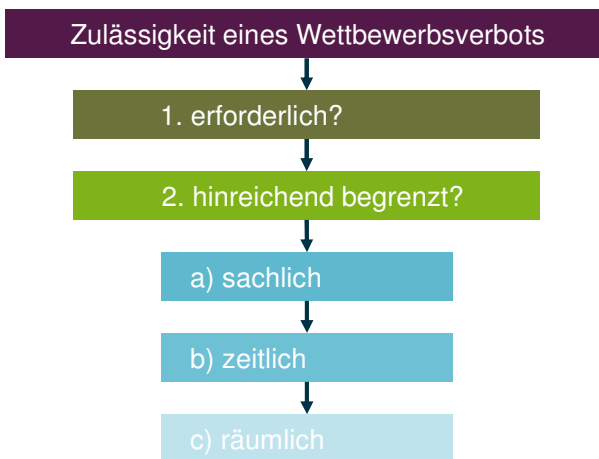 Zulässigkeit eines Wettbewerbsverbots
1. erforderlich?
2. hinreichend begrenzt?
a) sachlich
b) zeitlich
c) räumlich